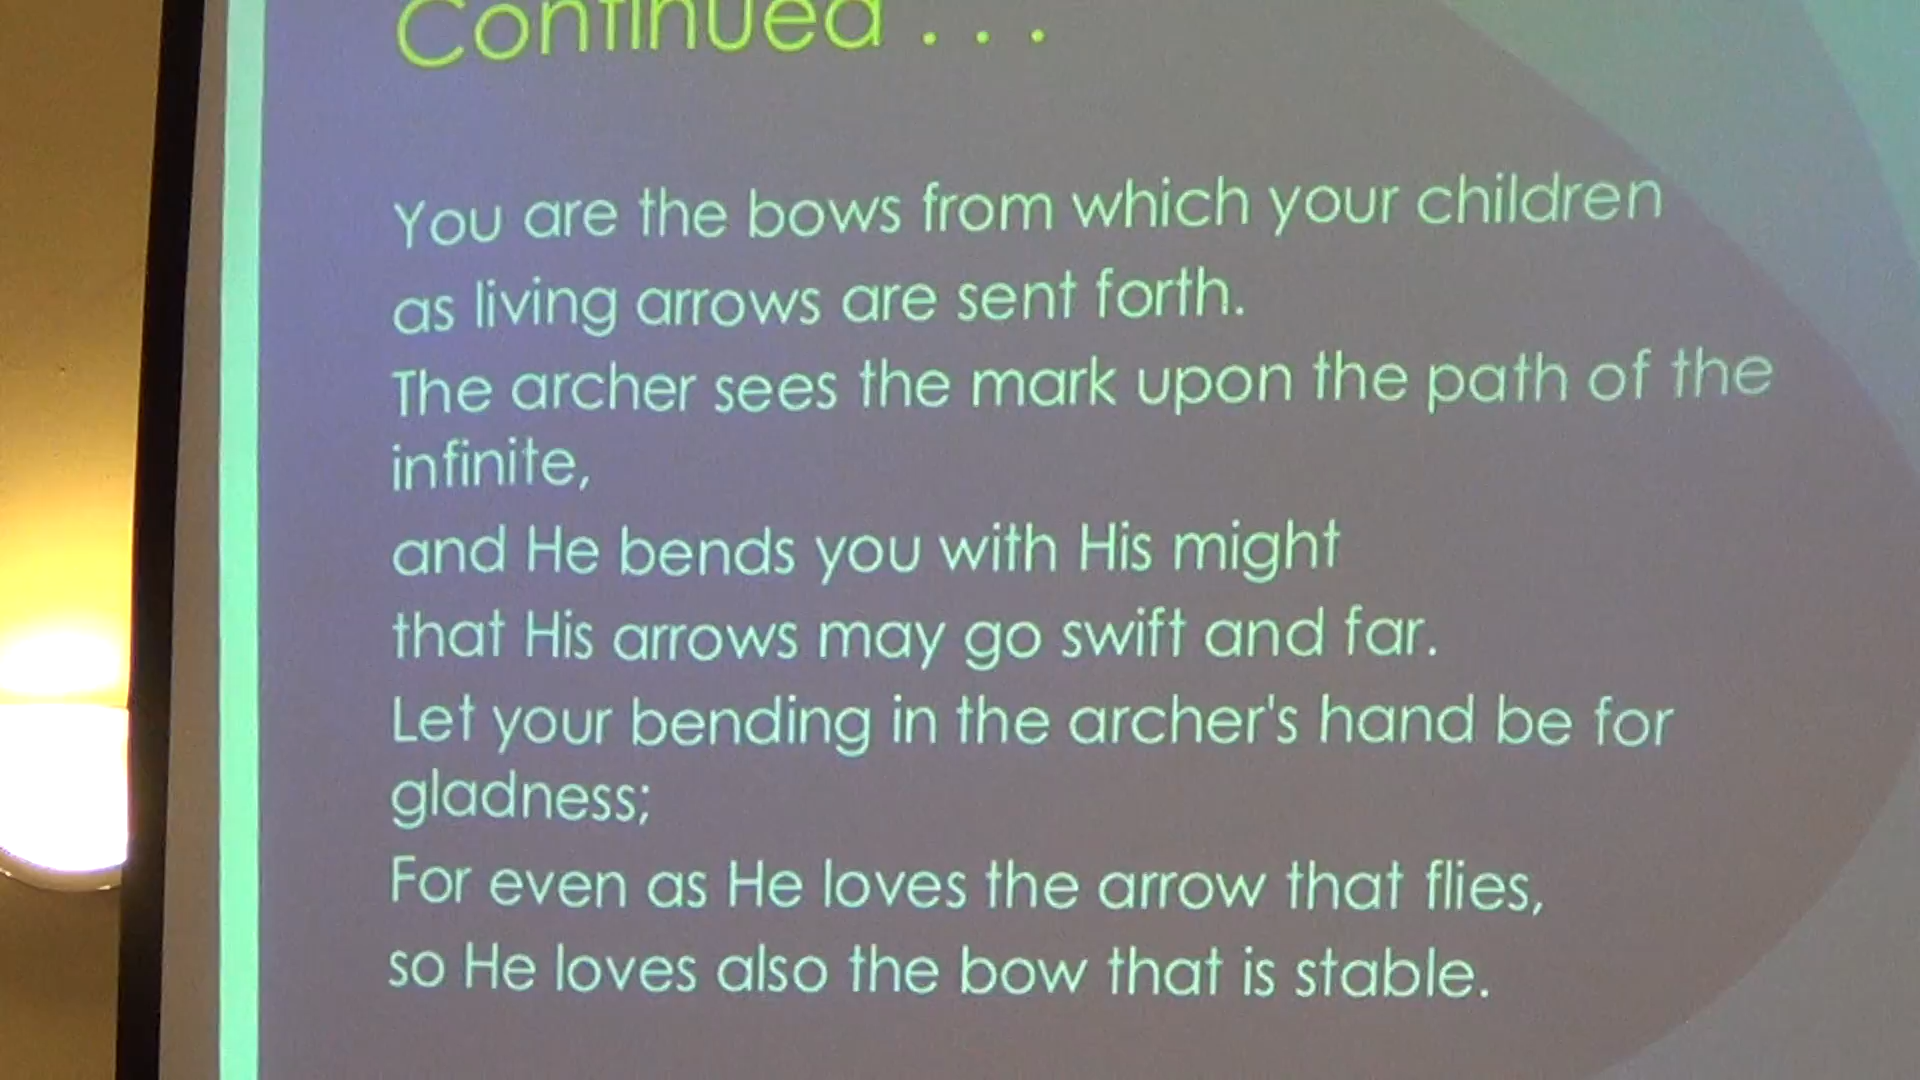 Continued . . .
You are the bows from which your children
as living arrows are sent forth.
The archer sees the mark upon the path of the
infinite,
and He bends you with His might
that His arrows may go swift and far.
Let your bending in the archer's hand be for
gladness;
For even as He loves the arrow that flies,
so He loves also the bow that is stable.